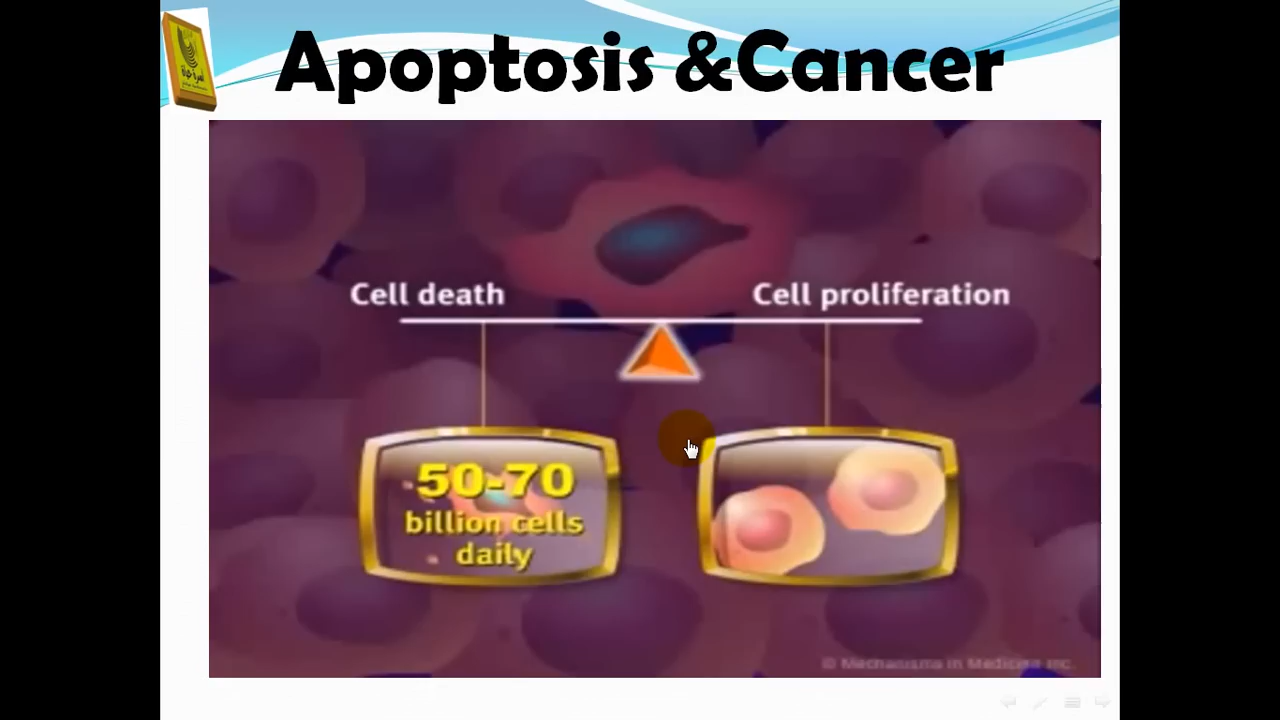 Apoptosis &Cancer
Cell death
Cell proliferation
50-70
billion cells
daily
© Mechanisms in Medicine Inc.